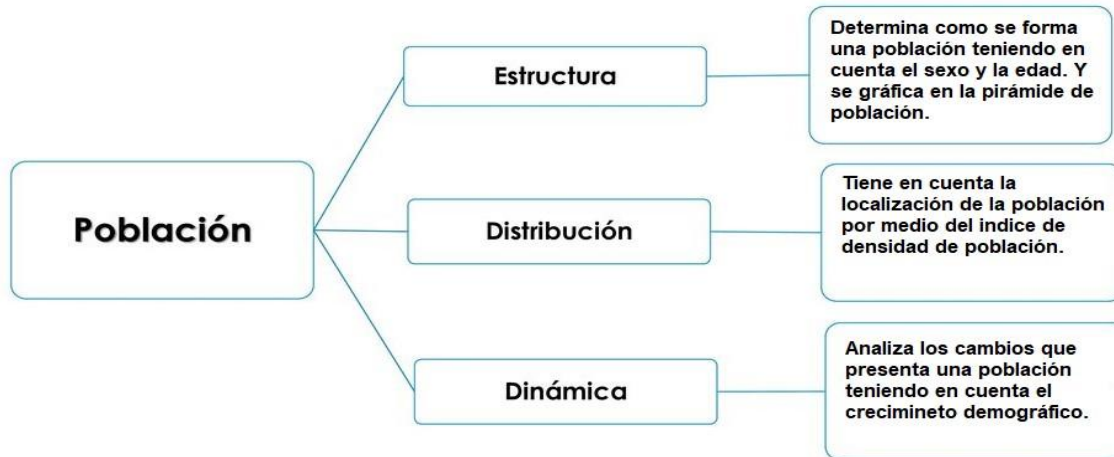 Población
Estructura
Determina como se forma
una población teniendo en
cuenta el sexo y la edad. Y
se gráfica en la pirámide de
población.
Distribución
Tiene en cuenta la
localización de la población
por medio del indice de
densidad de población.
Dinámica
Analiza los cambios que
presenta una población
teniendo en cuenta el
crecimineto demográfico.